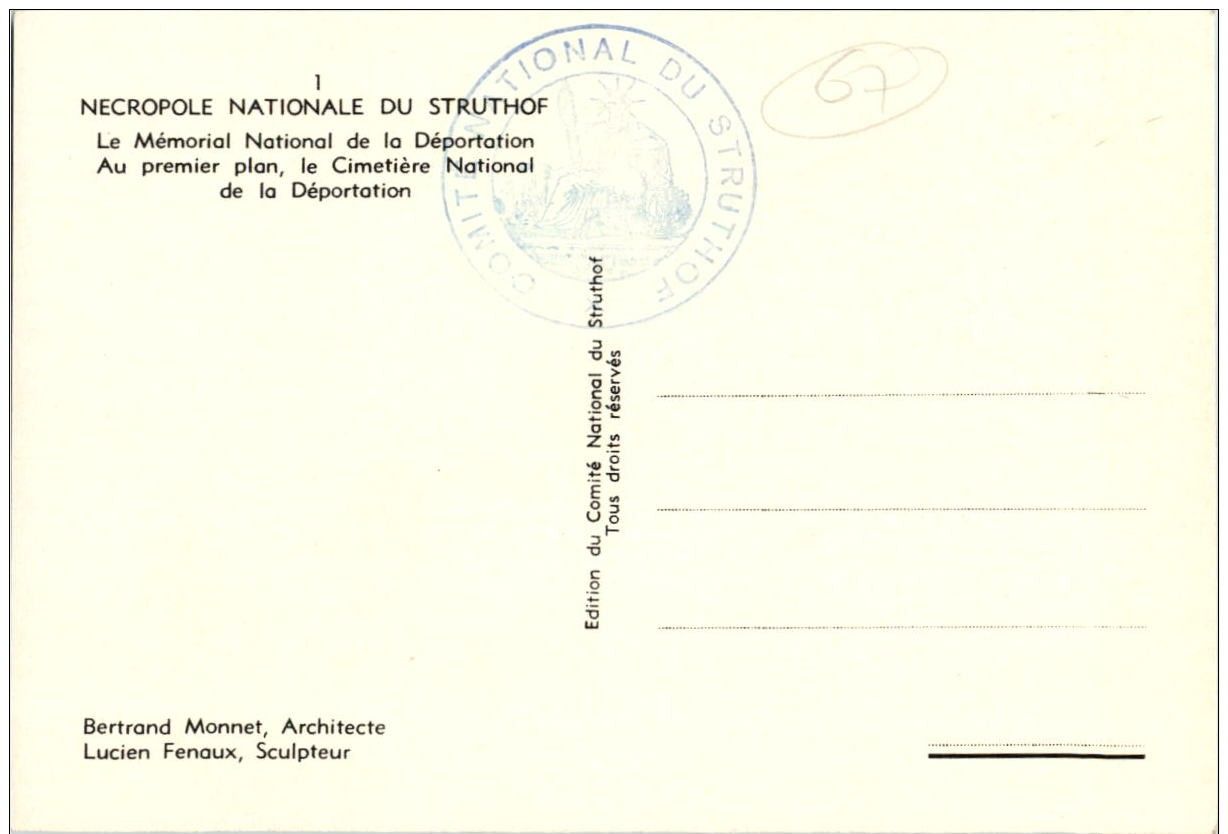 1
NECROPOLE NATIONALE DU STRUTHOF
Le Mémorial National de la Déportation
Au premier plan, le Cimetière National
de la Déportation
COMITE NATIONAL DU STRUTHOF
67
Edition du Comité National du Struthof
Tous droits réservés
Bertrand Monnet, Architecte
Lucien Fenaux, Sculpteur